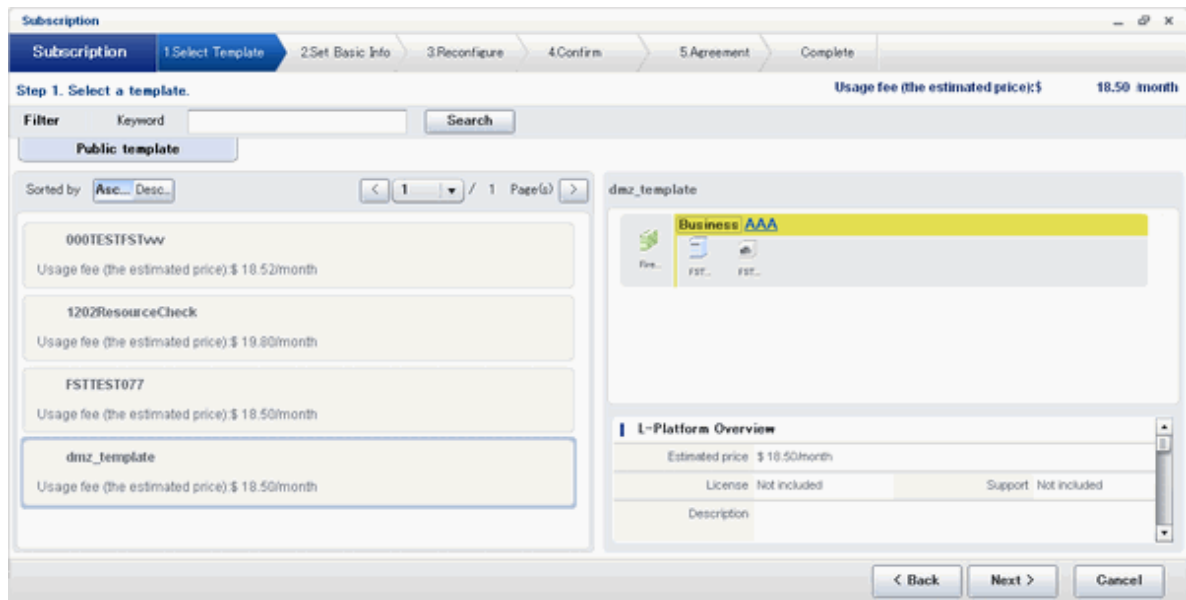 Subscription
Subscription 1.Select Template 2.Set Basic Info 3.Reconfigure 4.Confirm 5.Agreement Complete
Step 1. Select a template. Usage fee (the estimated price):$ 18.50 /month
Filter Keyword Search
Public template
Sorted by Asc... Desc... < 1 / 1 Page(s) >
000TESTFSTvvv
Usage fee (the estimated price):$ 18.52/month
1202ResourceCheck
Usage fee (the estimated price):$ 19.80/month
FSTTEST077
Usage fee (the estimated price):$ 18.50/month
dmz_template
Usage fee (the estimated price):$ 18.50/month
dmz_template
Business AAA
Fire... FST... FST...
L-Platform Overview
Estimated price $ 18.50/month
License Not included Support Not included
Description
< Back Next > Cancel